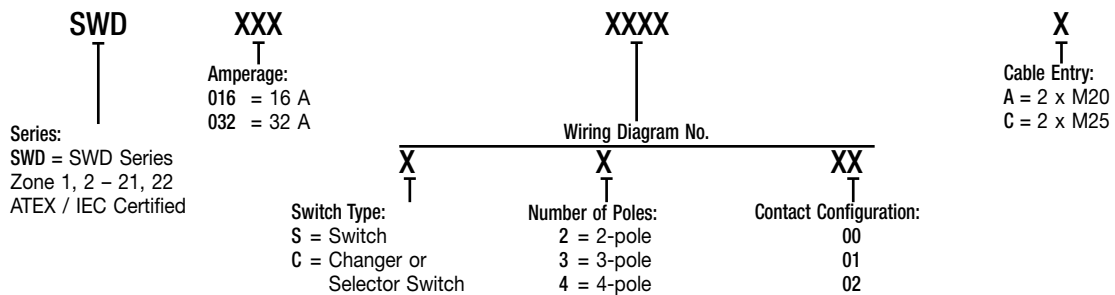 SWD XXX XXXX X
Amperage:
016 = 16 A
032 = 32 A
Cable Entry:
A = 2 x M20
C = 2 x M25
Series:
SWD = SWD Series
Zone 1, 2 – 21, 22
ATEX / IEC Certified
Wiring Diagram No.
X X XX
Switch Type:
S = Switch
C = Changer or
Selector Switch
Number of Poles:
2 = 2-pole
3 = 3-pole
4 = 4-pole
Contact Configuration:
00
01
02